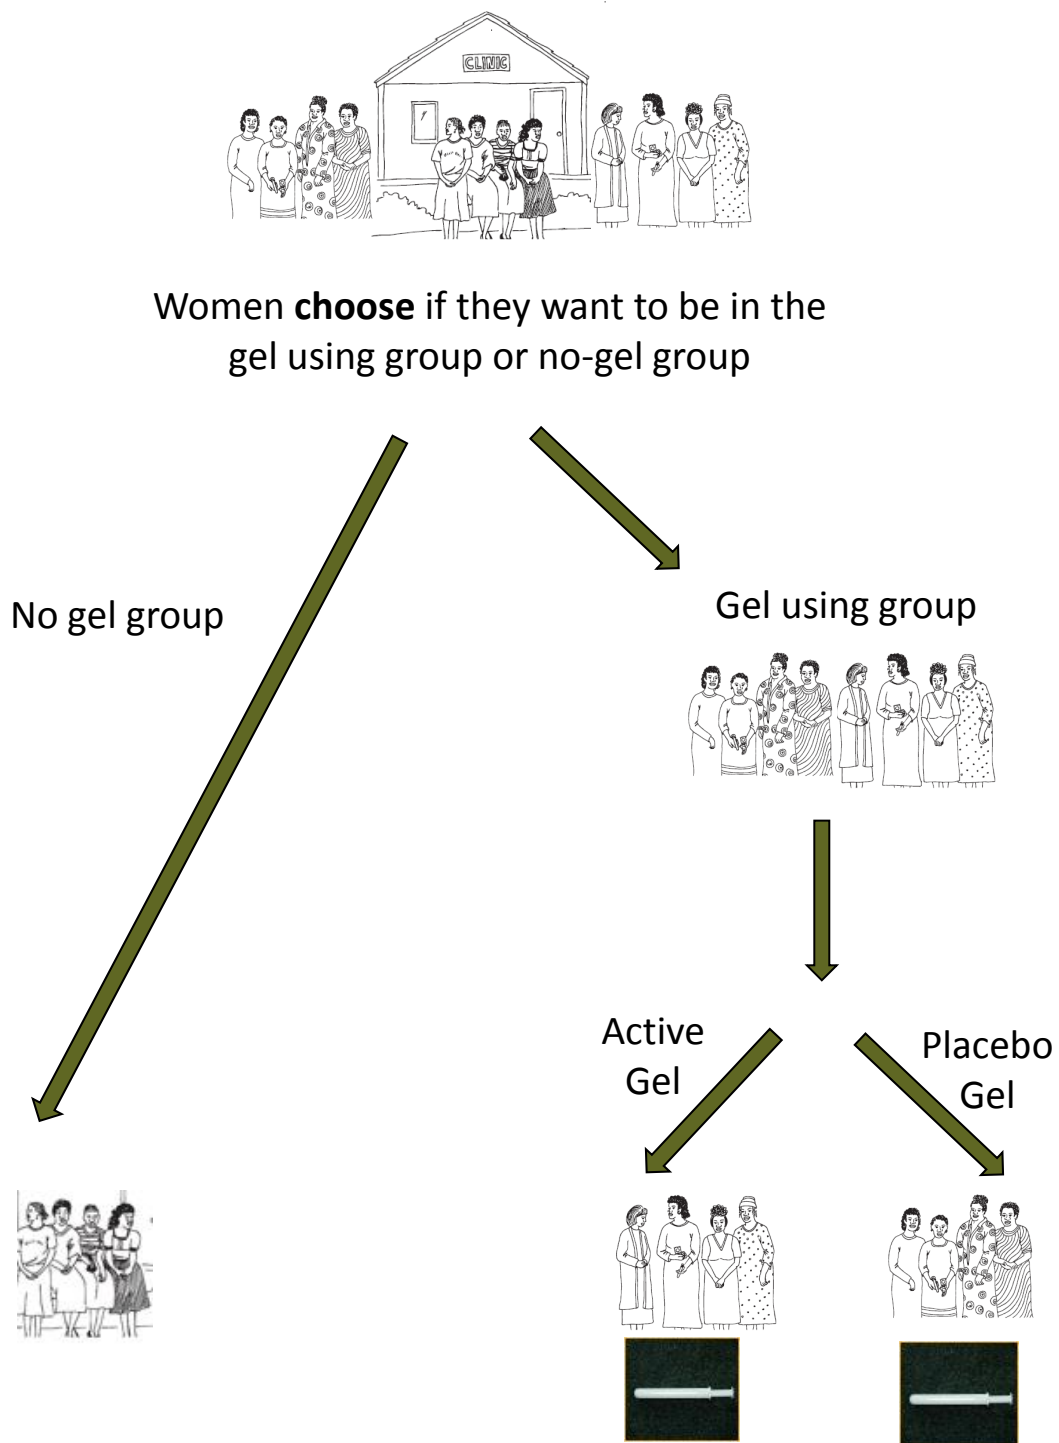 CLINIC
Women choose if they want to be in the
gel using group or no-gel group
No gel group
Gel using group
Active
Gel
Placebo
Gel